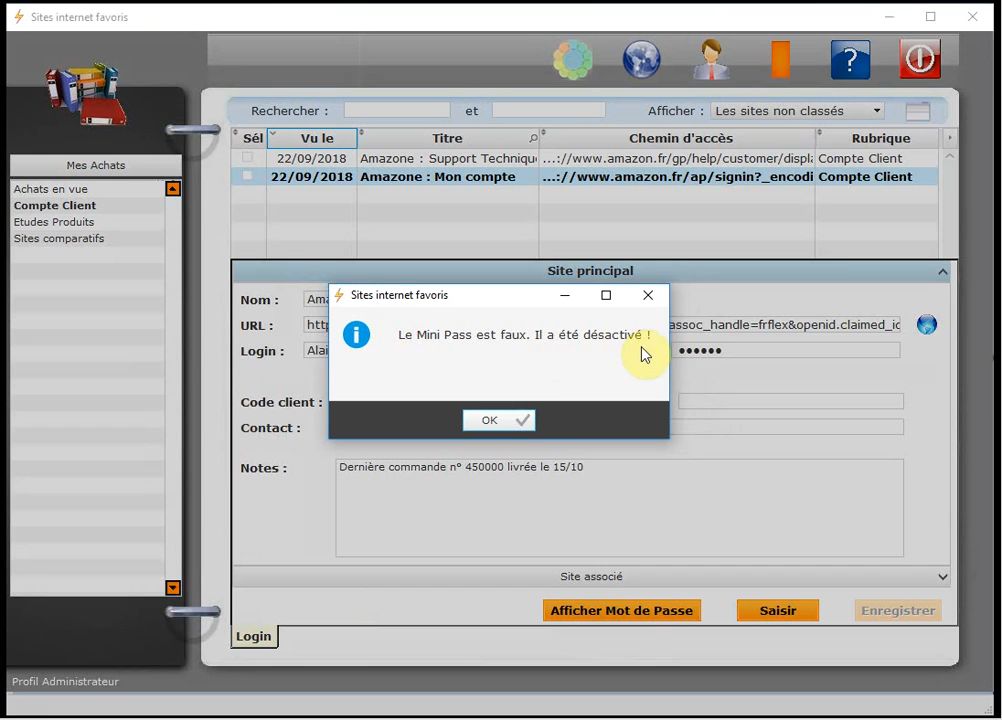 Sites internet favoris
Rechercher :
et
Afficher : Les sites non classés
Sél Vu le Titre Chemin d'accès Rubrique
22/09/2018 Amazone : Support Technique ...://www.amazon.fr/gp/help/customer/displ Compte Client
22/09/2018 Amazone : Mon compte ...://www.amazon.fr/ap/signin?_encodi Compte Client
Mes Achats
Achats en vue
Compte Client
Etudes Produits
Sites comparatifs
Site principal
Nom : Ama
URL : http assoc_handle=frflex&openid.claimed_ic
Login : Alai ●●●●●●
Code client :
Contact :
Notes : Dernière commande n° 450000 livrée le 15/10
Sites internet favoris
Le Mini Pass est faux. Il a été désactivé !
OK
Site associé
Afficher Mot de Passe Saisir Enregistrer
Login
Profil Administrateur